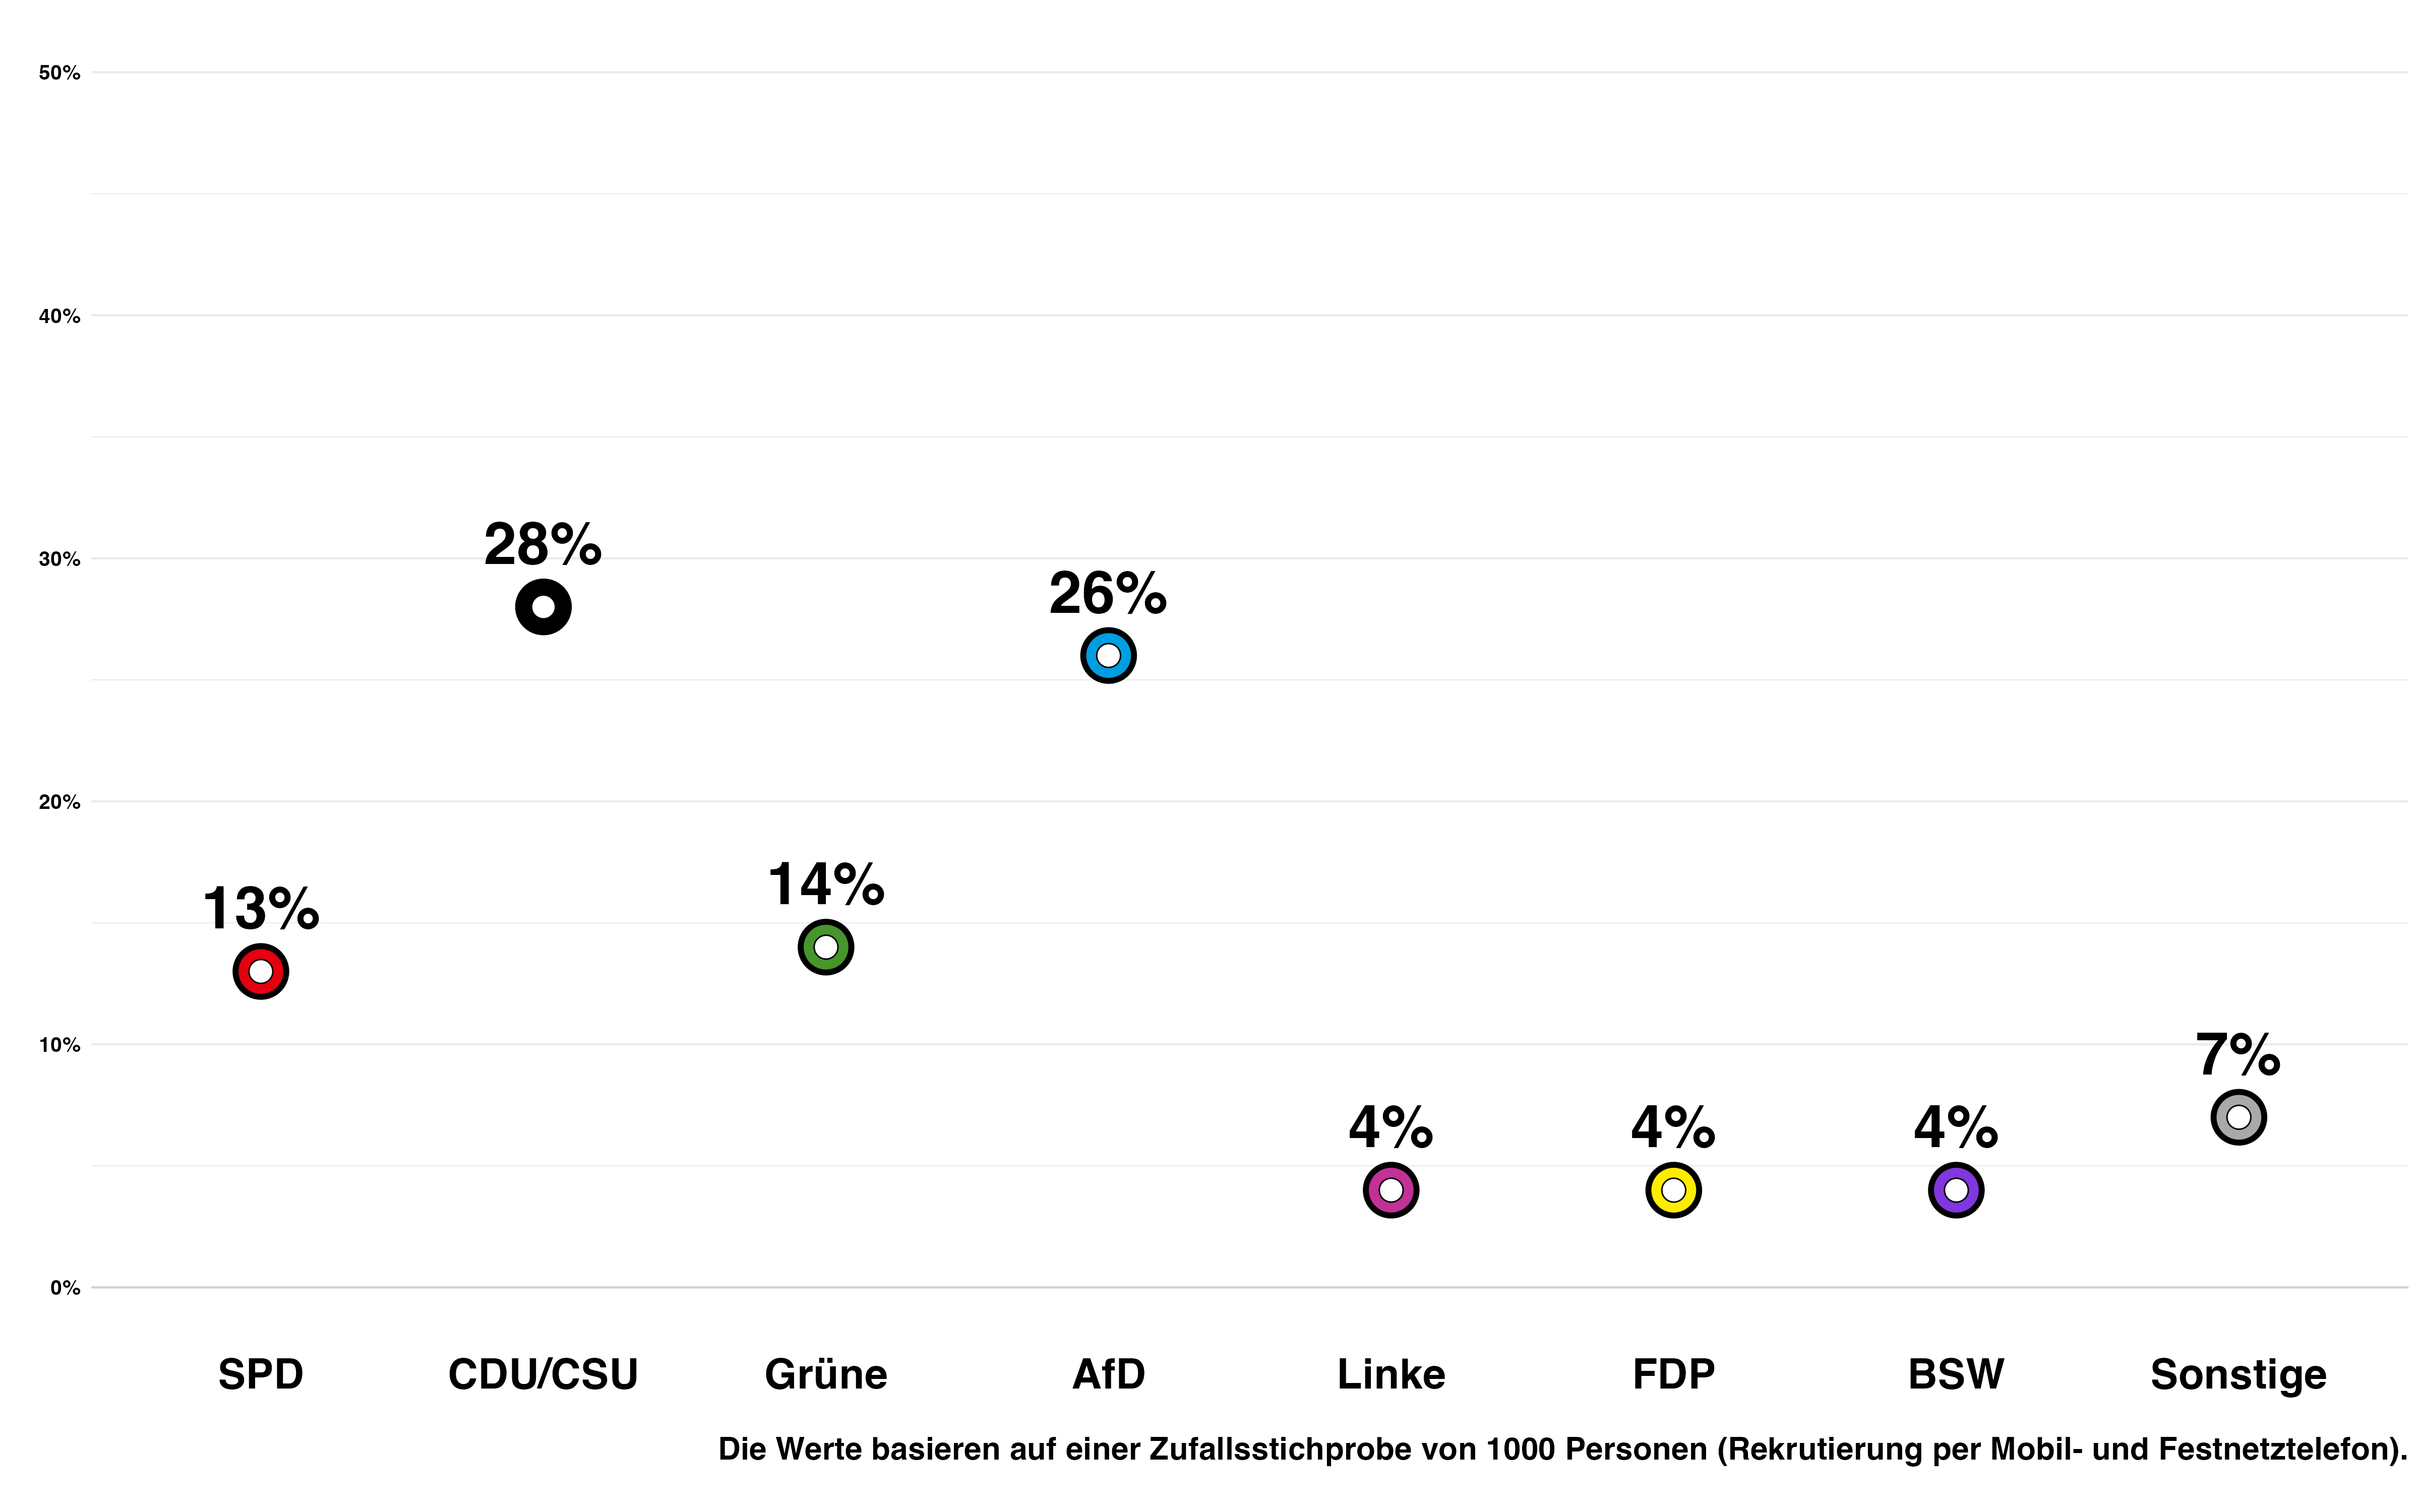 50%
40%
30%
20%
10%
0%
13%
28%
14%
26%
4%
4%
4%
7%
SPD
CDU/CSU
Grüne
AfD
Linke
FDP
BSW
Sonstige
Die Werte basieren auf einer Zufallsstichprobe von 1000 Personen (Rekrutierung per Mobil- und Festnetztelefon).